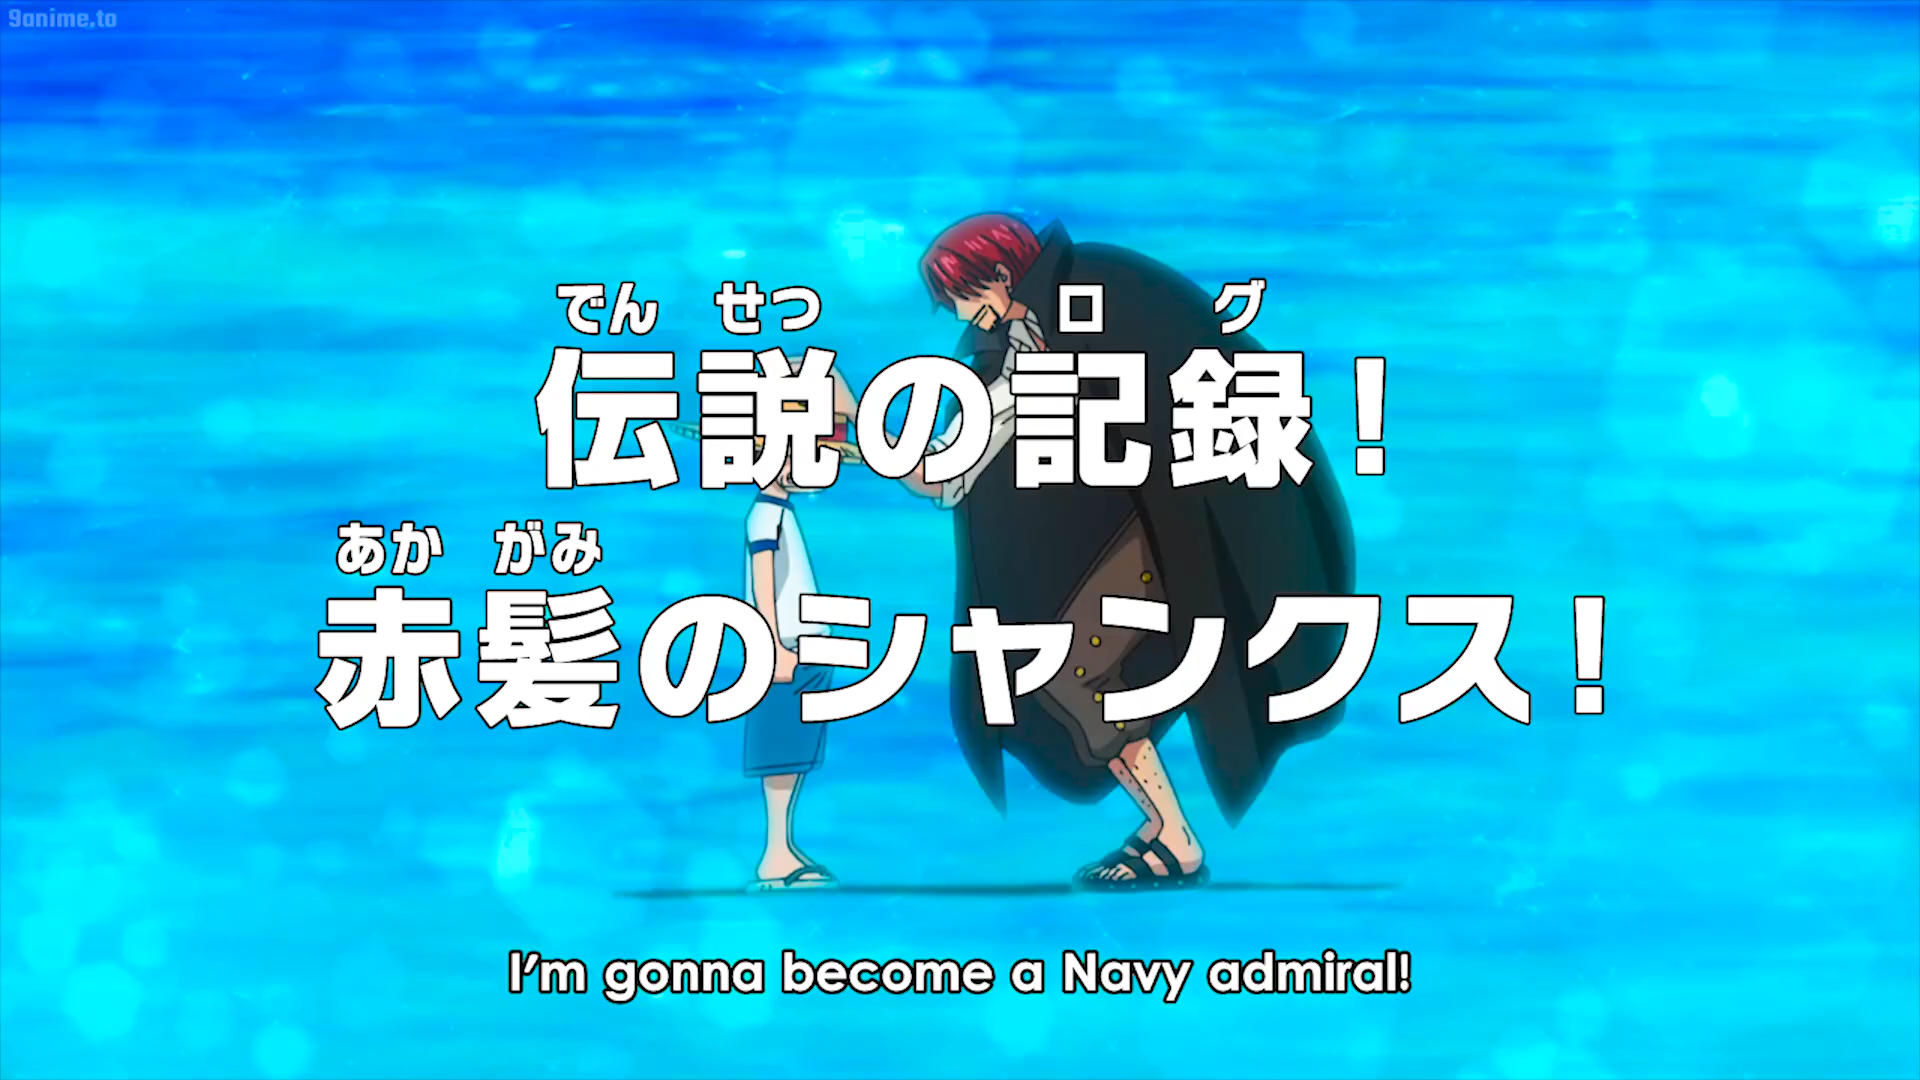 9anime.to
でん せつ ロ グ
伝説の記録!
あか がみ
赤髪のシャンクス!
I'm gonna become a Navy admiral!